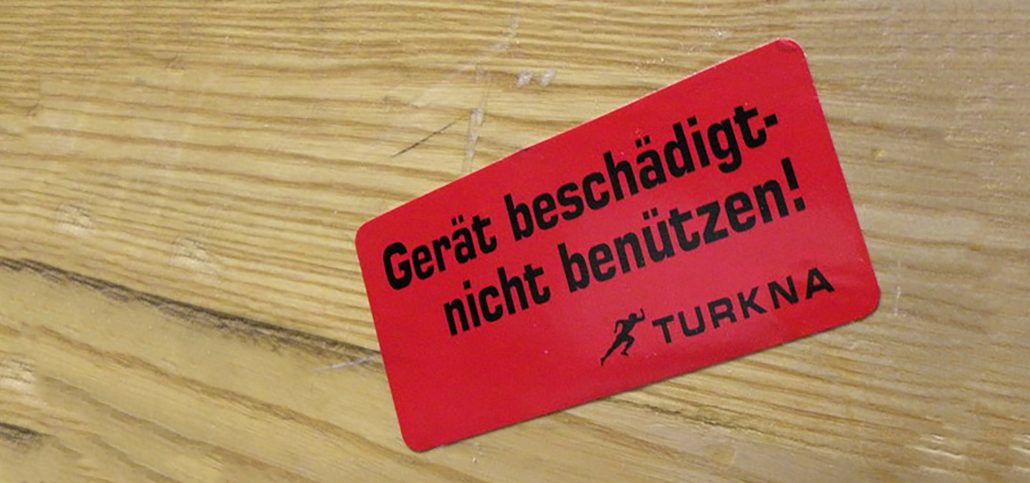 Gerät beschädigt-
nicht benützen!
TURKNA